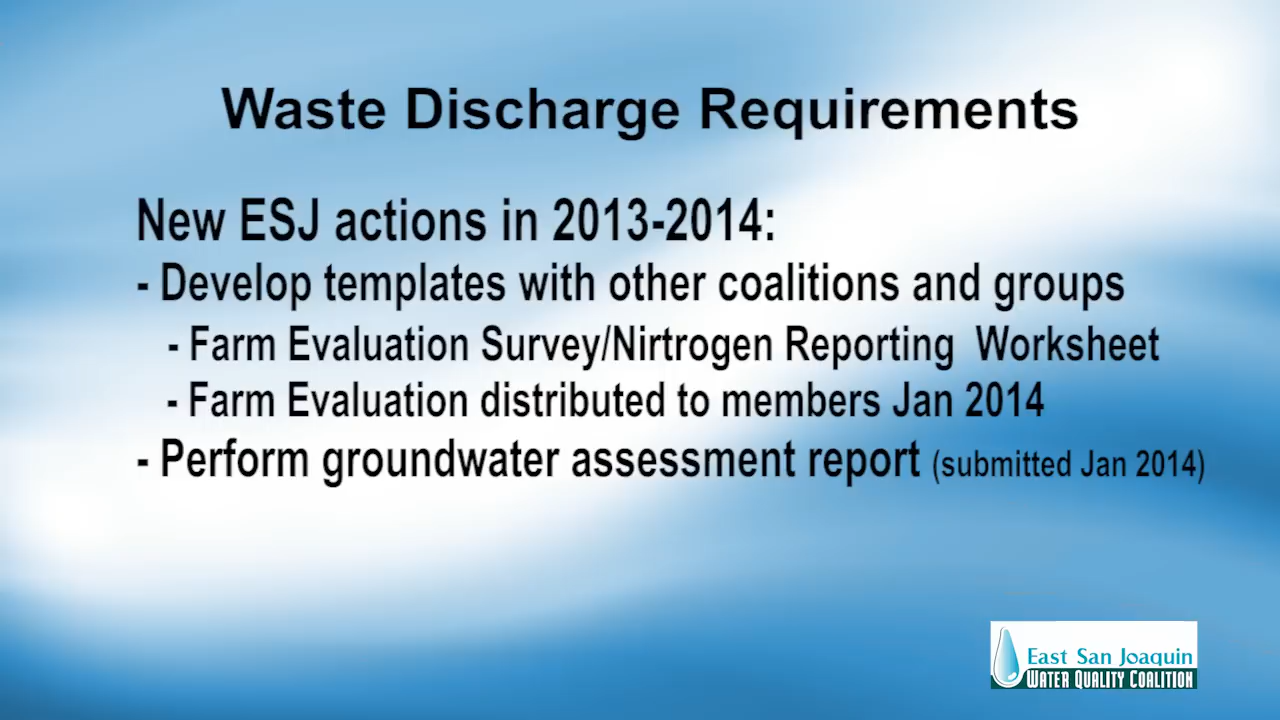 Waste Discharge Requirements
New ESJ actions in 2013-2014:
- Develop templates with other coalitions and groups
- Farm Evaluation Survey/Nirtrogen Reporting  Worksheet
- Farm Evaluation distributed to members Jan 2014
- Perform groundwater assessment report (submitted Jan 2014)
East San Joaquin
WATER QUALITY COALITION